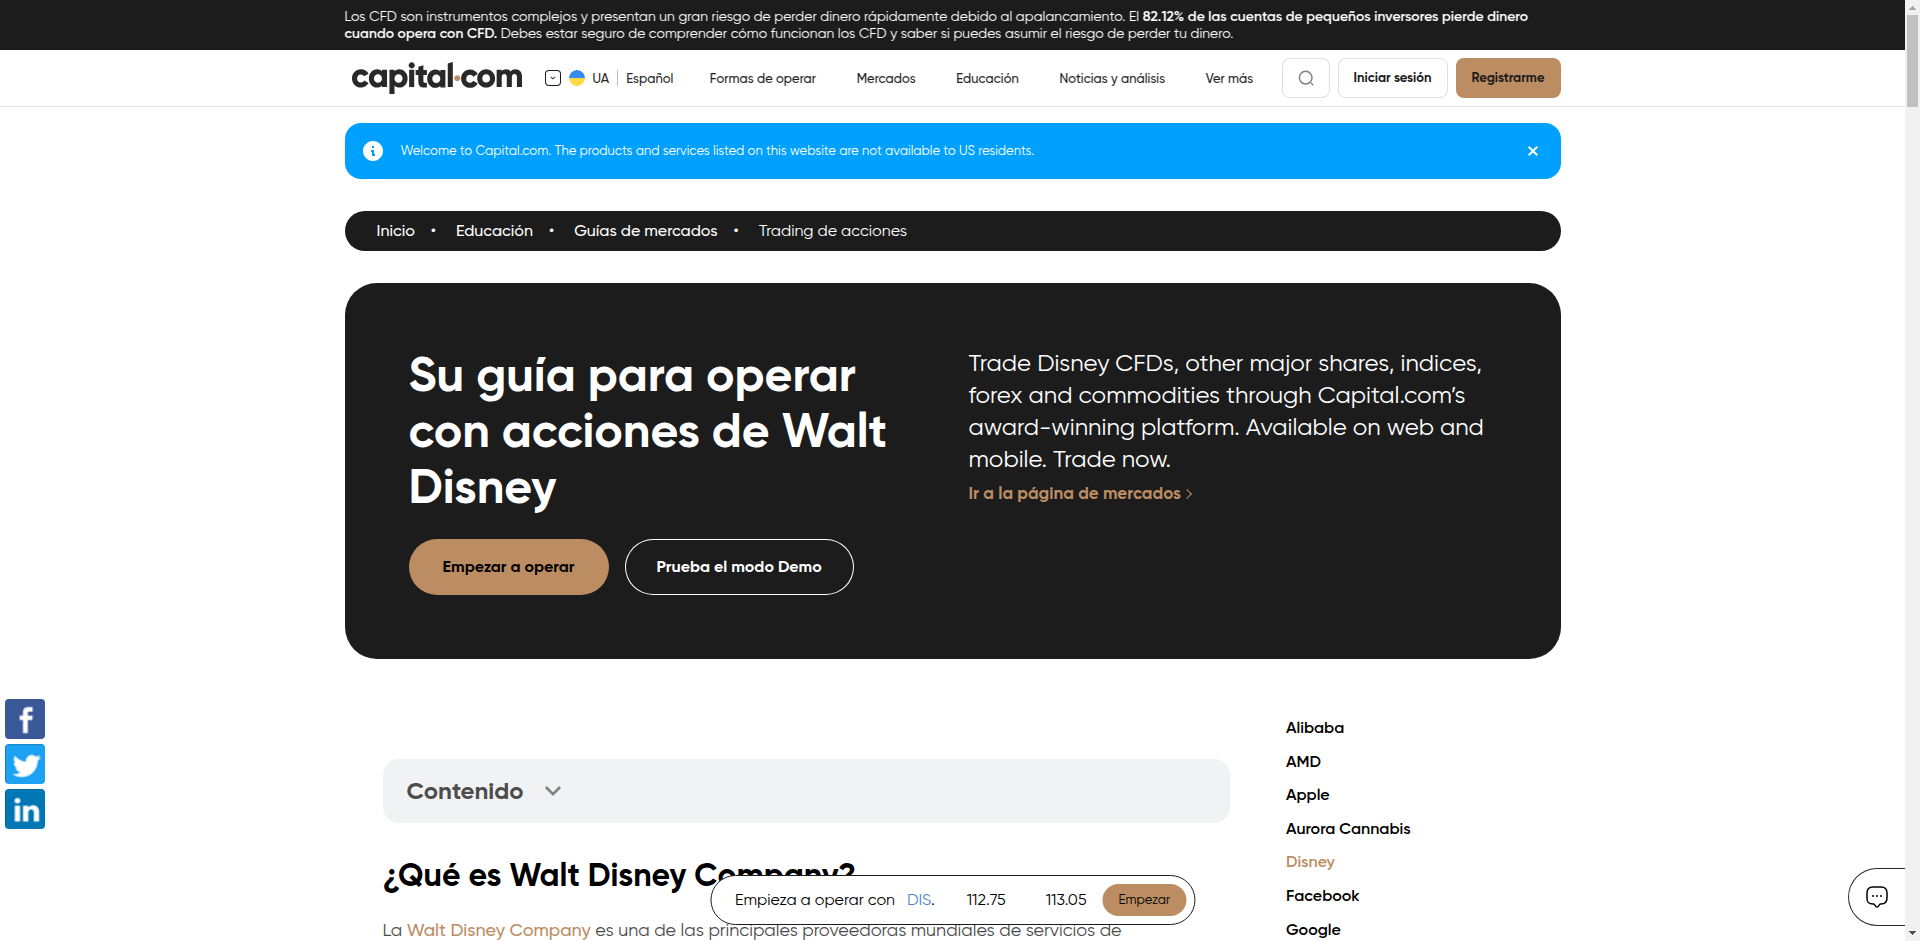 Los CFD son instrumentos complejos y presentan un gran riesgo de perder dinero rápidamente debido al apalancamiento. El 82.12% de las cuentas de pequeños inversores pierde dinero
cuando opera con CFD. Debes estar seguro de comprender cómo funcionan los CFD y saber si puedes asumir el riesgo de perder tu dinero.
capital.com
UA | Español
Formas de operar
Mercados
Educación
Noticias y análisis
Ver más
Iniciar sesión
Registrarme
Welcome to Capital.com. The products and services listed on this website are not available to US residents.
Inicio • Educación • Guías de mercados • Trading de acciones
Su guía para operar
con acciones de Walt
Disney
Empezar a operar
Prueba el modo Demo
Trade Disney CFDs, other major shares, indices,
forex and commodities through Capital.com’s
award-winning platform. Available on web and
mobile. Trade now.
Ir a la página de mercados
Contenido
¿Qué es Walt Disney Company?
La Walt Disney Company es una de las principales proveedoras mundiales de servicios de
Empieza a operar con DIS. 112.75 113.05 Empezar
Alibaba
AMD
Apple
Aurora Cannabis
Disney
Facebook
Google